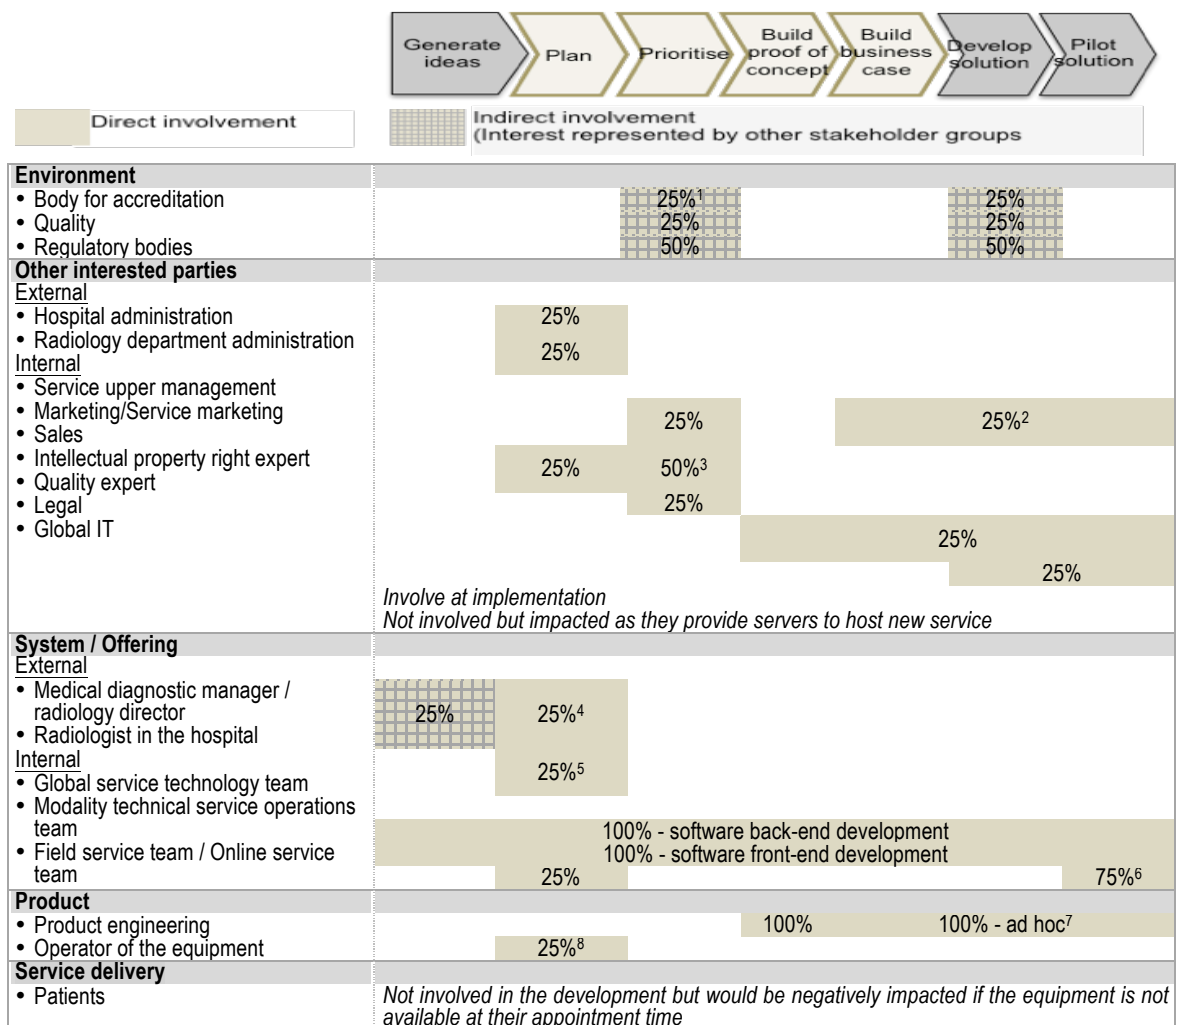 Generate
ideas
Plan
Prioritise
Build
proof of
concept
Build
business
case
Develop
solution
Pilot
solution
Direct involvement
Indirect involvement
(Interest represented by other stakeholder groups
Environment
• Body for accreditation 25%1 25%
• Quality 25% 25%
• Regulatory bodies 50% 50%
Other interested parties
External
• Hospital administration 25%
• Radiology department administration
25%
Internal
• Service upper management
• Marketing/Service marketing
25% 25%2
• Sales
• Intellectual property right expert
25% 50%3
• Quality expert
• Legal 25%
• Global IT
25%
25%
Involve at implementation
Not involved but impacted as they provide servers to host new service
System / Offering
External
• Medical diagnostic manager /
radiology director
25% 25%4
• Radiologist in the hospital
Internal
25%5
• Global service technology team
• Modality technical service operations
team
100% - software back-end development
• Field service team / Online service
100% - software front-end development
team 25% 75%6
Product
• Product engineering 100% 100% - ad hoc7
• Operator of the equipment 25%8
Service delivery
• Patients Not involved in the development but would be negatively impacted if the equipment is not
available at their appointment time